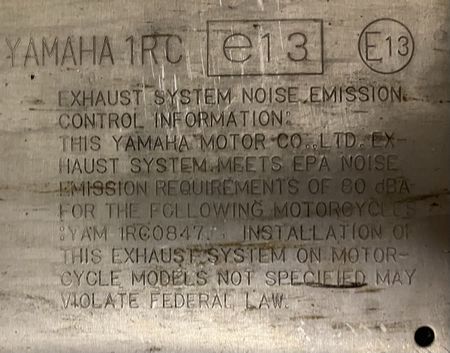 YAMAHA 1RC e13 E13
EXHAUST SYSTEM NOISE EMISSION
CONTROL INFORMATION:
THIS YAMAHA MOTOR CO.,LTD. EX-
HAUST SYSTEM MEETS EPA NOISE
EMISSION REQUIREMENTS OF 80 dBA
FOR THE FOLLOWING MOTORCYCLES
:YAM 1RC0847. INSTALLATION OF
THIS EXHAUST SYSTEM ON MOTOR-
CYCLE MODELS NOT SPECIFIED MAY
VIOLATE FEDERAL LAW.